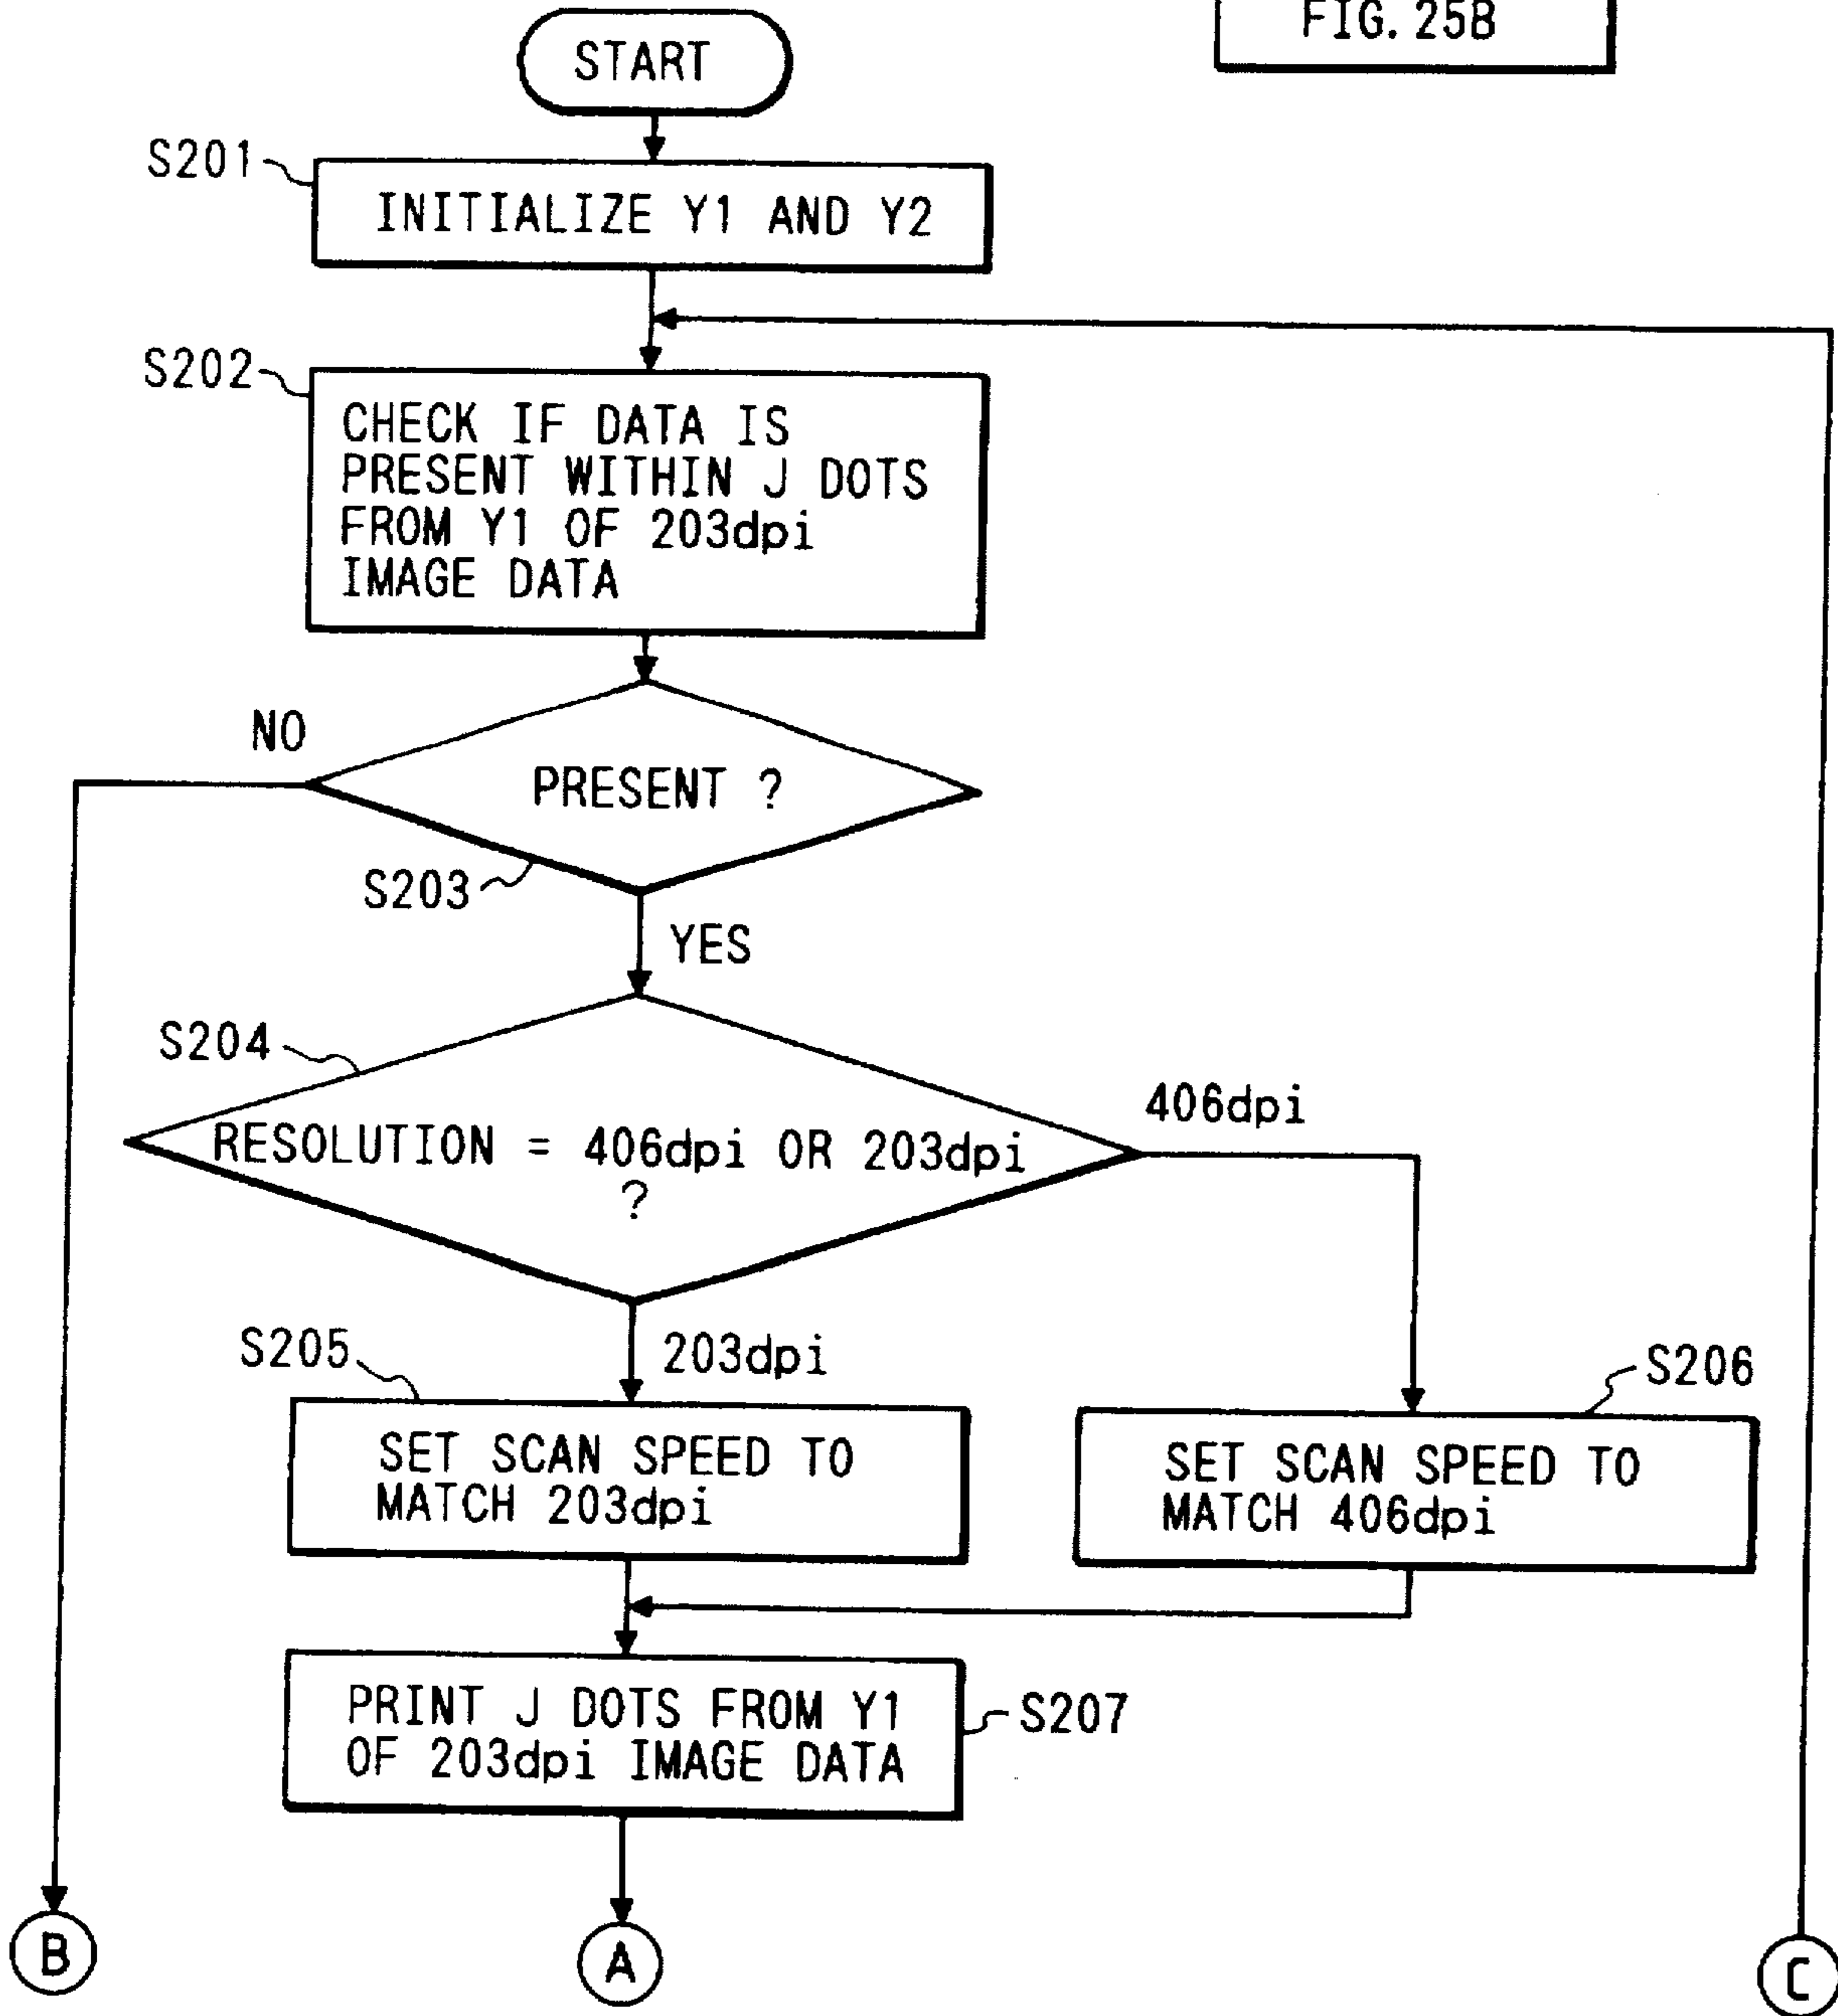 FIG. 25B
START
S201
INITIALIZE Y1 AND Y2
S202
CHECK IF DATA IS
PRESENT WITHIN J DOTS
FROM Y1 OF 203dpi
IMAGE DATA
NO
PRESENT ?
S203
YES
S204
406dpi
RESOLUTION = 406dpi OR 203dpi
?
S205
203dpi
S206
SET SCAN SPEED TO
MATCH 203dpi
SET SCAN SPEED TO
MATCH 406dpi
PRINT J DOTS FROM Y1
OF 203dpi IMAGE DATA
S207
B
A
C